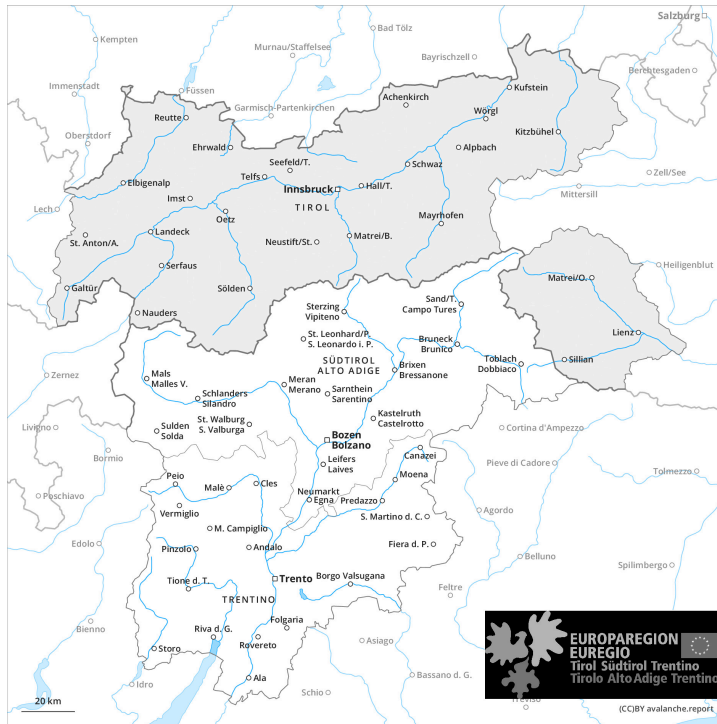 Salzburg
Kempten
Bad Tölz
Murnau/Staffelsee
Bayrischzell
Berchtesgaden
Immenstadt
Füssen
Garmisch-Partenkirchen
Achenkirch
Kufstein
Reutte
Wörgl
Oberstdorf
Kitzbühel
Ehrwald
Alpbach
Seefeld/T.
Schwaz
Zell/See
Telfs
Elbigenalp
Innsbruck
Hall/T.
Mittersill
Imst
TIROL
Lech
Oetz
Mayrhofen
St. Anton/A.
Landeck
Neustift/St.
Matrei/B.
Serfaus
Heiligenblut
Matrei/O.
Galtür
Sölden
Sand/T.
Campo Tures
Nauders
Sterzing
Vipiteno
Lienz
St. Leonhard/P.
S. Leonardo i. P.
Bruneck
Brunico
SÜDTIROL
ALTO ADIGE
Toblach
Dobbiaco
Sillian
Brixen
Bressanone
Zernez
Mals
Malles V.
Meran
Merano
Sarnthein
Sarentino
Schlanders
Silandro
Kastelruth
Castelrotto
St. Walburg
S. Valburga
Livigno
Sulden
Solda
Cortina d'Ampezzo
Bozen
Bolzano
Bormio
Canazei
Leifers
Laives
Pieve di Cadore
Tolmezzo
Peio
Moena
Malè
Cles
Neumarkt
Egna
Poschiavo
Predazzo
Vermiglio
Agordo
S. Martino d. C.
M. Campiglio
Edolo
Pinzolo
Andalo
Fiera d. P.
Belluno
Spilimbergo
Tione d. T.
Trento
Borgo Valsugana
Feltre
TRENTINO
Folgaria
Bienno
Riva d. G.
Rovereto
Asiago
Storo
EUROPAREGION
EUREGIO
Tirol Südtirol Trentino
Tirolo Alto Adige Trentino
Ala
Bassano d. G.
Idro
Schio
Treviso
20 km
(CC)BY avalanche.report